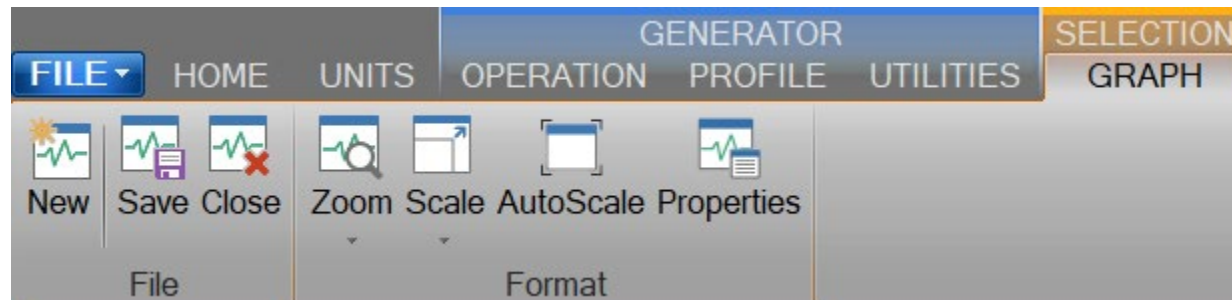 GENERATOR SELECTION
FILE HOME UNITS OPERATION PROFILE UTILITIES GRAPH
New Save Close Zoom Scale AutoScale Properties
File Format